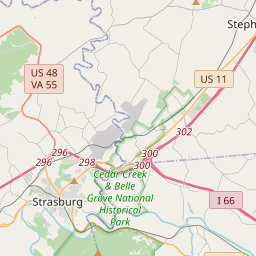 Steph
US 48
VA 55
US 11
302
300
296
296
298
300
Cedar Creek
& Belle
Grove National
Historical
Park
Strasburg
I 66